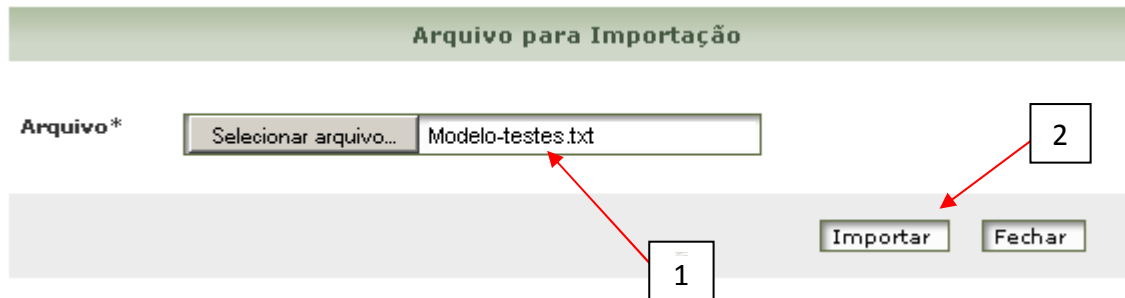 Arquivo para Importação
Arquivo*
Selecionar arquivo... Modelo-testes.txt
2
Importar Fechar
1